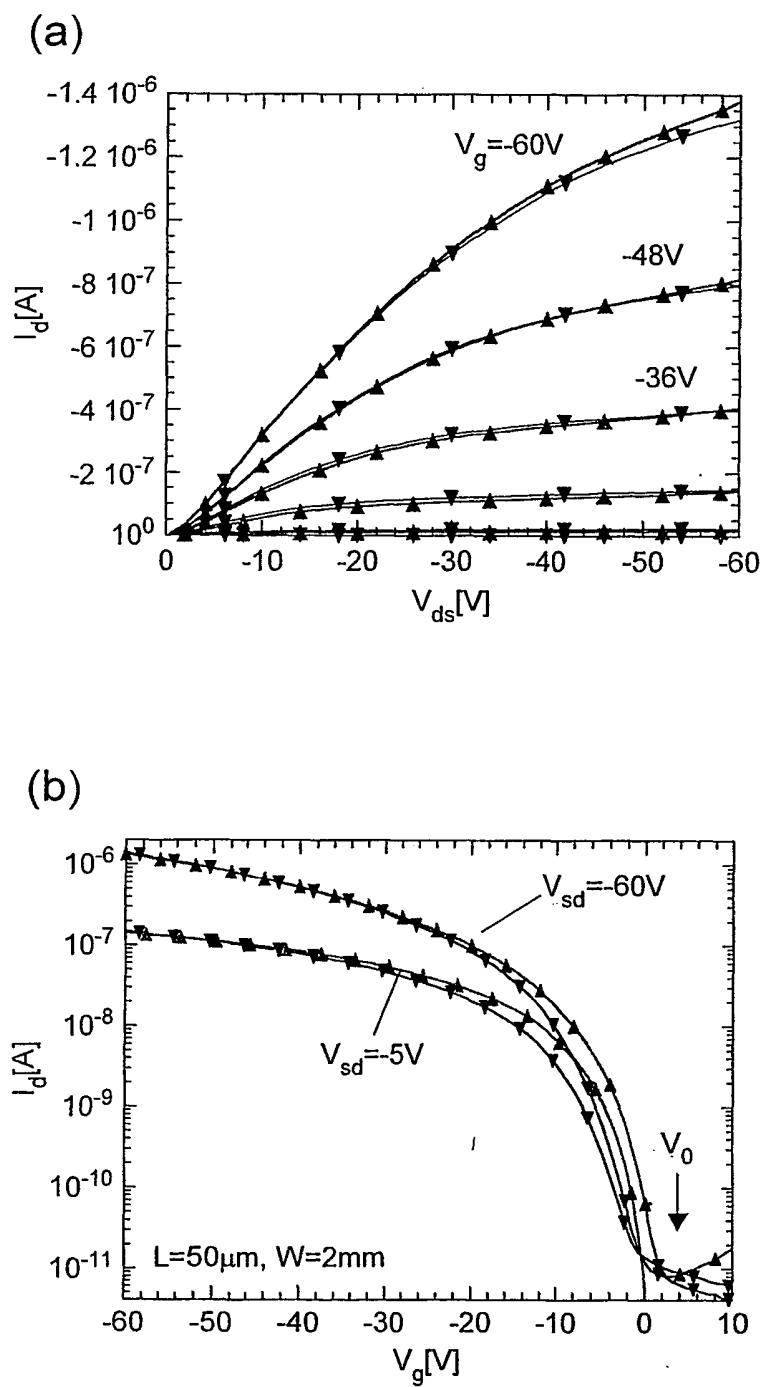 (a)
-1.4 10-6
-1.2 10-6
-1 10-6
-8 10-7
-6 10-7
-4 10-7
-2 10-7
100
Id[A]
Vg=-60V
-48V
-36V
0 -10 -20 -30 -40 -50 -60
Vds[V]
(b)
10-6
10-7
10-8
10-9
10-10
10-11
Id[A]
Vsd=-60V
Vsd=-5V
V0
L=50μm, W=2mm
-60 -50 -40 -30 -20 -10 0 10
Vg[V]